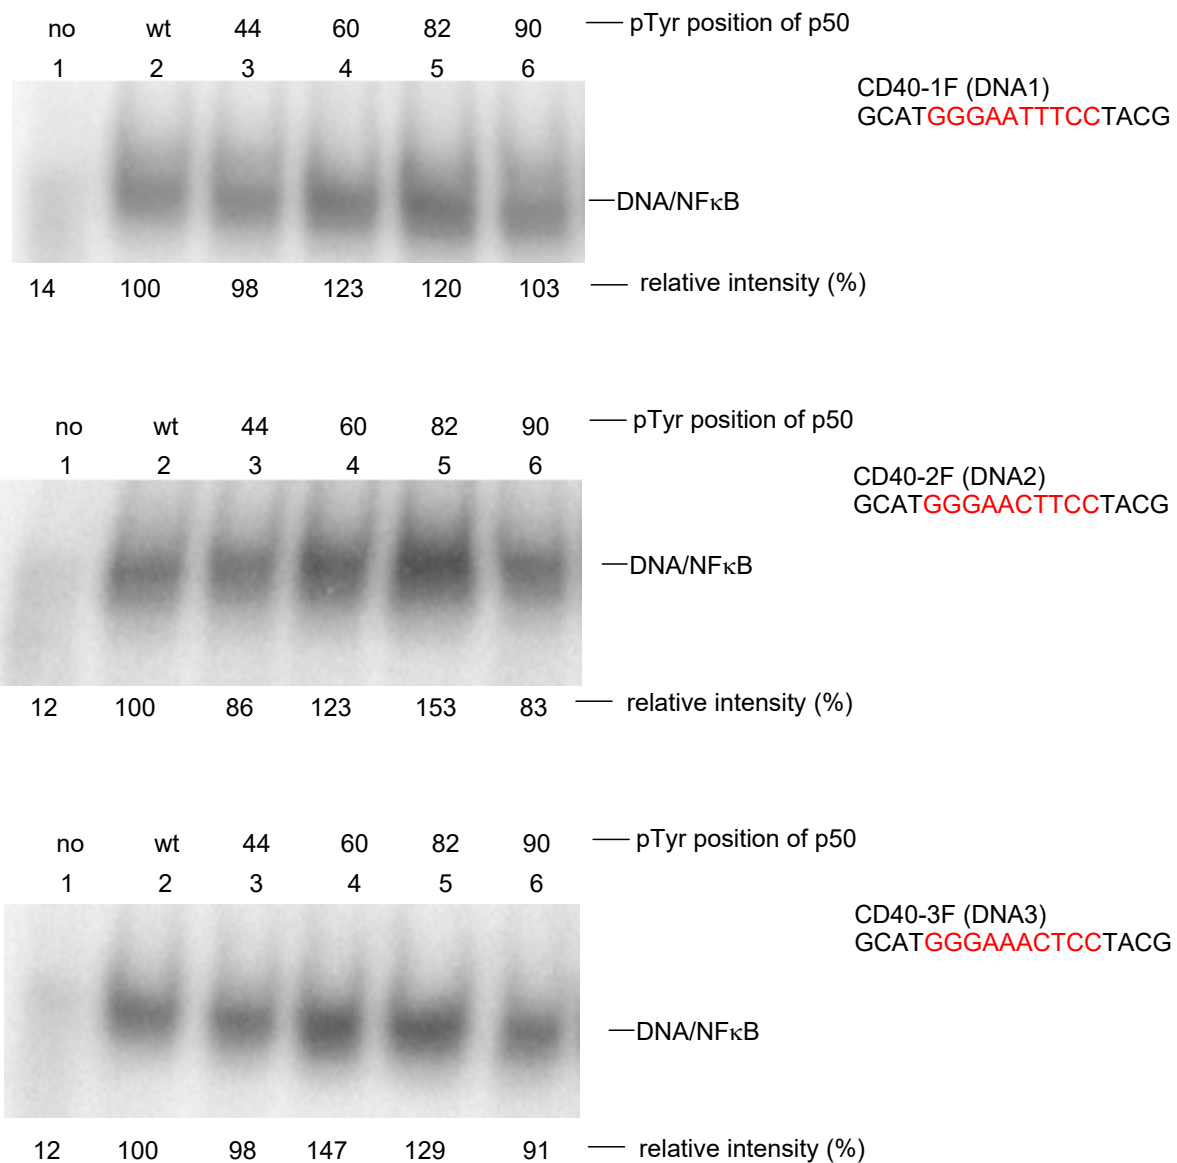 no wt 44 60 82 90 — pTyr position of p50
1 2 3 4 5 6
CD40-1F (DNA1)
GCATGGGAATTTCCTACG
—DNA/NFκB
14 100 98 123 120 103 — relative intensity (%)
no wt 44 60 82 90 — pTyr position of p50
1 2 3 4 5 6
CD40-2F (DNA2)
GCATGGGAACTTCCTACG
—DNA/NFκB
12 100 86 123 153 83 — relative intensity (%)
no wt 44 60 82 90 — pTyr position of p50
1 2 3 4 5 6
CD40-3F (DNA3)
GCATGGGAAACTCCTACG
—DNA/NFκB
12 100 98 147 129 91 — relative intensity (%)